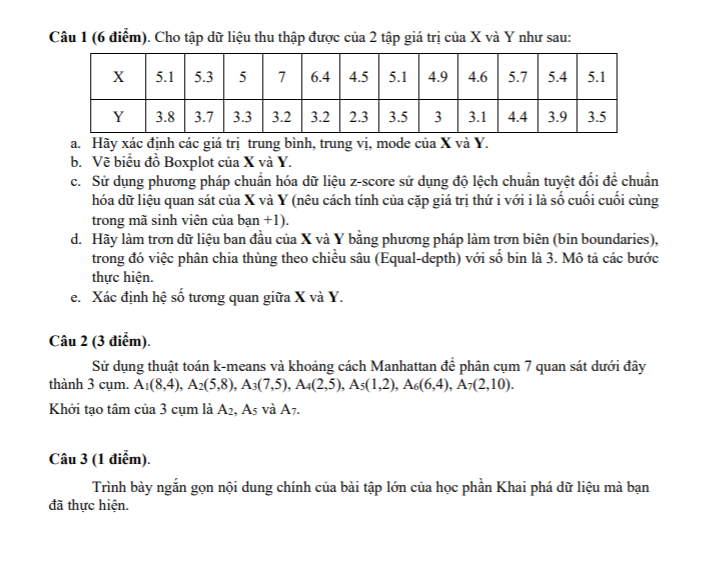 Câu 1 (6 điểm). Cho tập dữ liệu thu thập được của 2 tập giá trị của X và Y như sau:
X 5.1 5.3 5 7 6.4 4.5 5.1 4.9 4.6 5.7 5.4 5.1
Y 3.8 3.7 3.3 3.2 3.2 2.3 3.5 3 3.1 4.4 3.9 3.5
a. Hãy xác định các giá trị trung bình, trung vị, mode của X và Y.
b. Vẽ biểu đồ Boxplot của X và Y.
c. Sử dụng phương pháp chuẩn hóa dữ liệu z-score sử dụng độ lệch chuẩn tuyệt đối để chuẩn
hóa dữ liệu quan sát của X và Y (nêu cách tính của cặp giá trị thứ i với i là số cuối cuối cùng
trong mã sinh viên của bạn +1).
d. Hãy làm trơn dữ liệu ban đầu của X và Y bằng phương pháp làm trơn biên (bin boundaries),
trong đó việc phân chia thùng theo chiều sâu (Equal-depth) với số bin là 3. Mô tả các bước
thực hiện.
e. Xác định hệ số tương quan giữa X và Y.
Câu 2 (3 điểm).
Sử dụng thuật toán k-means và khoảng cách Manhattan để phân cụm 7 quan sát dưới đây
thành 3 cụm. A1(8,4), A2(5,8), A3(7,5), A4(2,5), A5(1,2), A6(6,4), A7(2,10).
Khởi tạo tâm của 3 cụm là A2, A5 và A7.
Câu 3 (1 điểm).
Trình bày ngắn gọn nội dung chính của bài tập lớn của học phần Khai phá dữ liệu mà bạn
đã thực hiện.